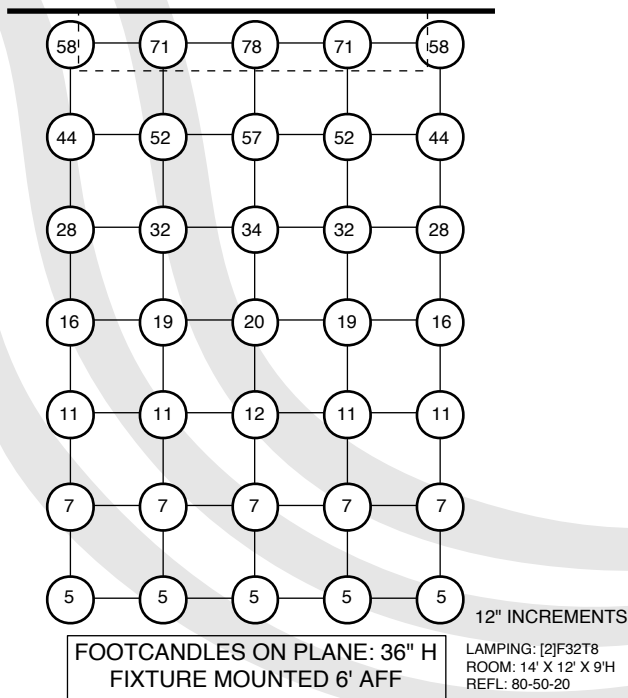 58 71 78 71 58
44 52 57 52 44
28 32 34 32 28
16 19 20 19 16
11 11 12 11 11
7 7 7 7 7
5 5 5 5 5
12" INCREMENTS
FOOTCANDLES ON PLANE: 36" H
FIXTURE MOUNTED 6' AFF
LAMPING: [2]F32T8
ROOM: 14' X 12' X 9'H
REFL: 80-50-20